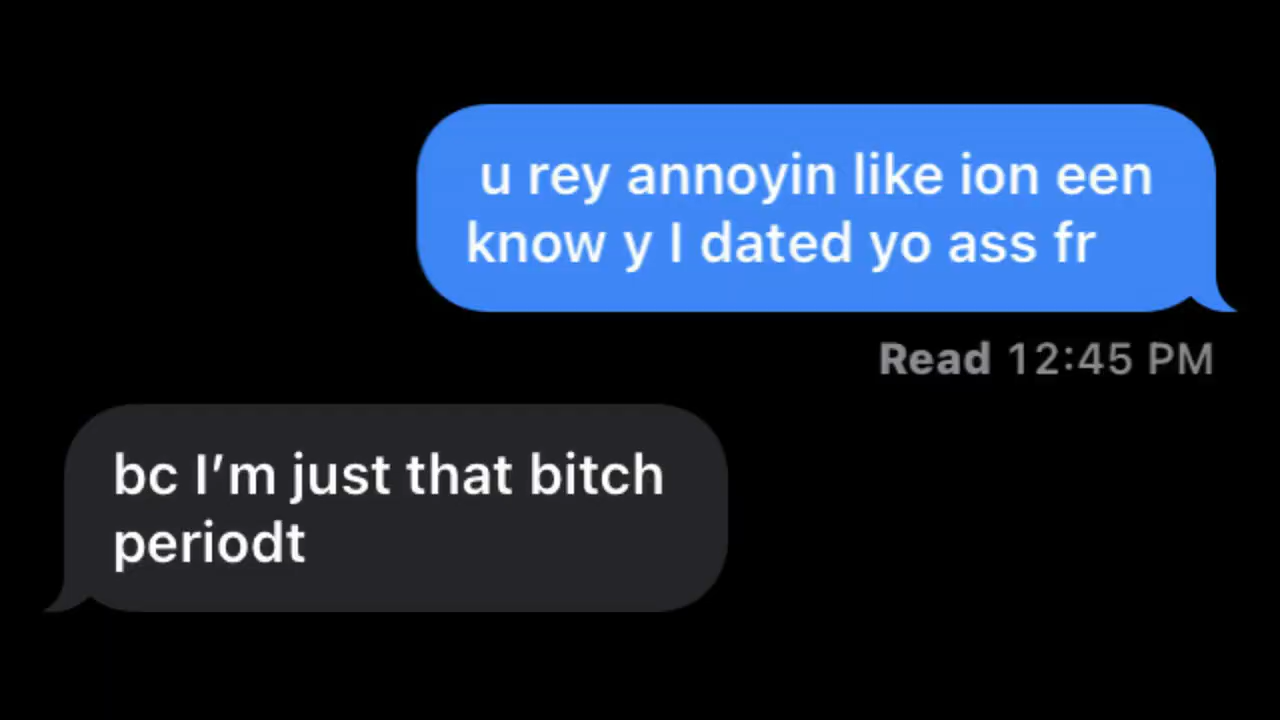 u rey annoyin like ion een
know y I dated yo ass fr
Read 12:45 PM
bc I’m just that bitch
periodt